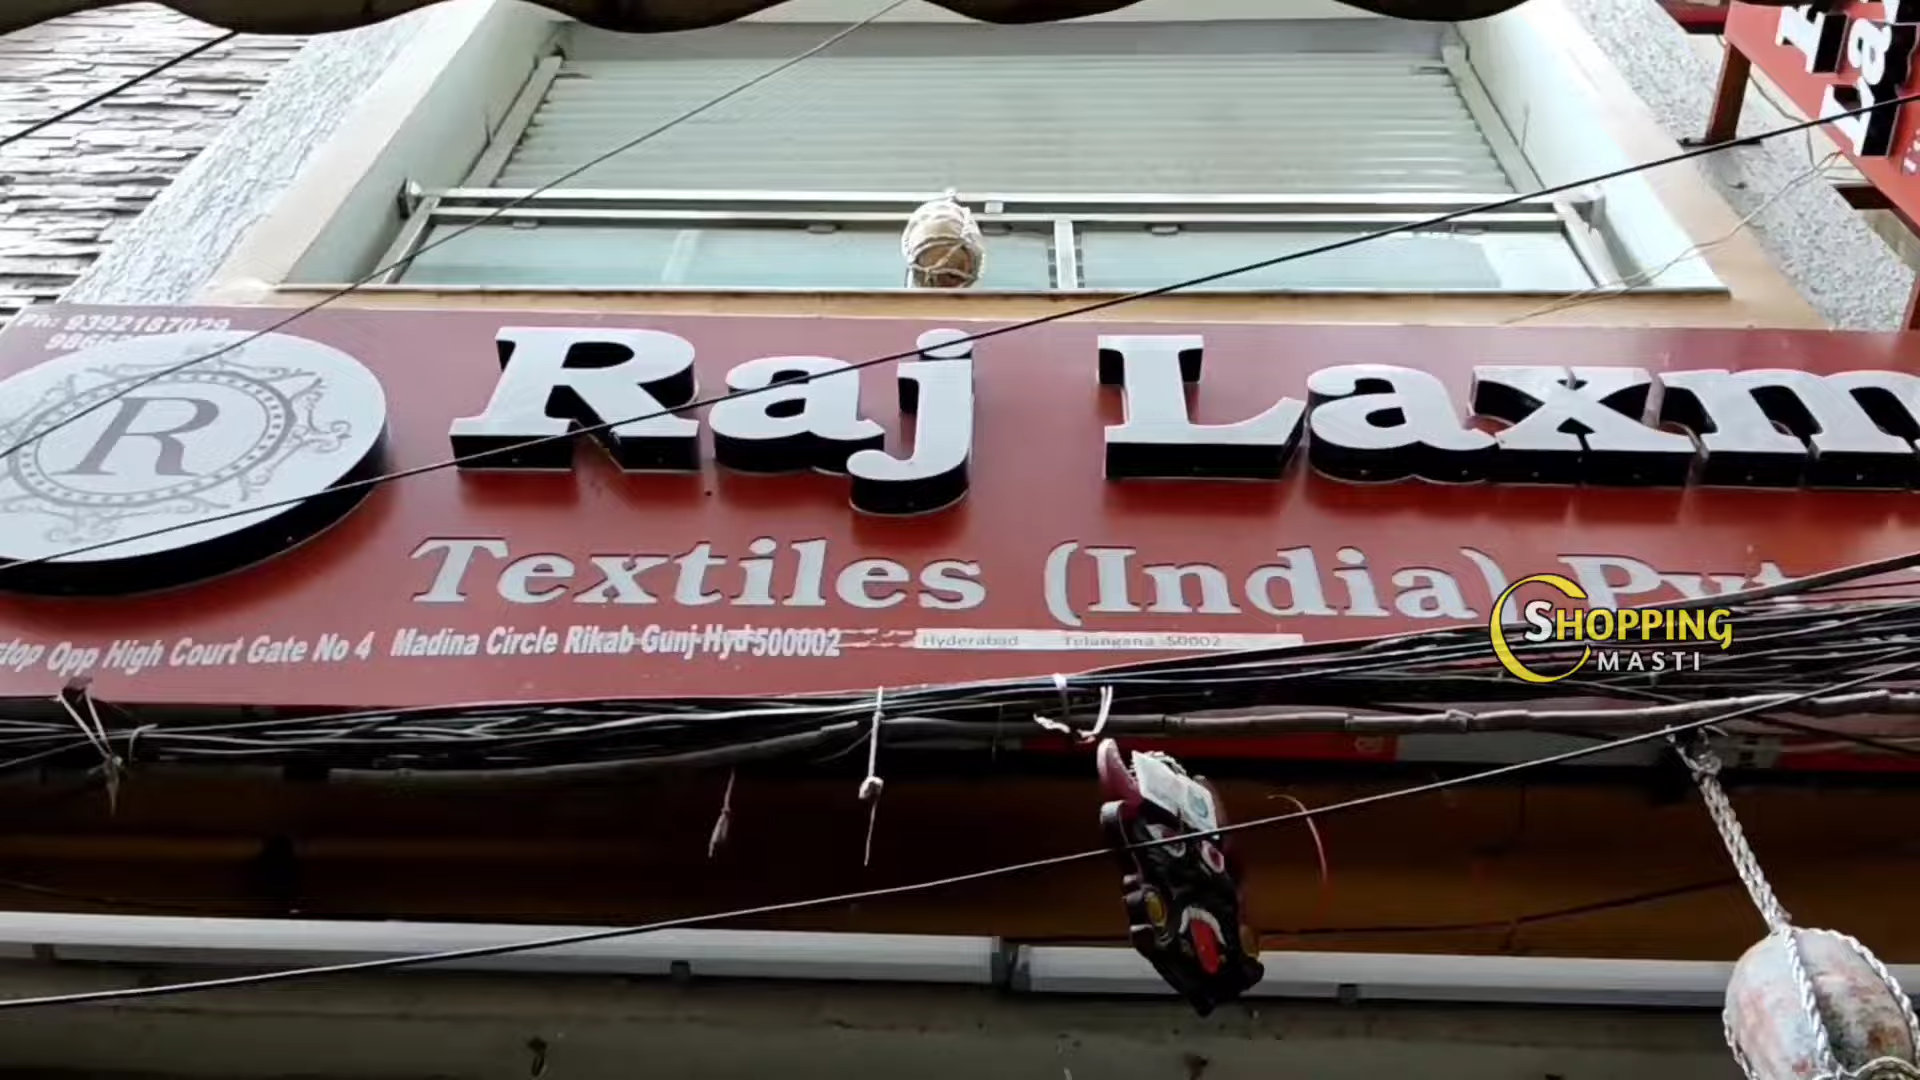 Ph: 9392187029
R
Raj Laxm
Textiles (India) Pvt
Opp High Court Gate No 4 Madina Circle Rikab Gunj Hyd 500002
Hyderabad Telangana 50002
SHOPPING
MASTI